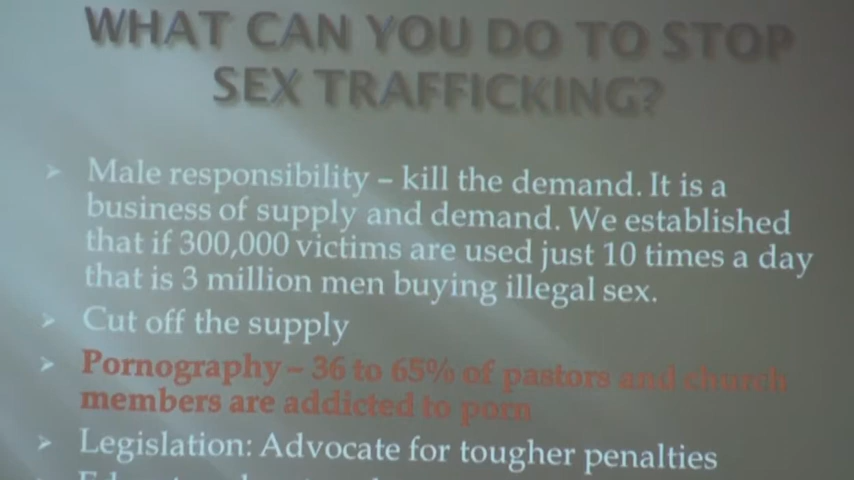 WHAT CAN YOU DO TO STOP
SEX TRAFFICKING?
Male responsibility – kill the demand. It is a
business of supply and demand. We established
that if 300,000 victims are used just 10 times a day
that is 3 million men buying illegal sex.
Cut off the supply
Pornography – 36 to 65% of pastors and church
members are addicted to porn
Legislation: Advocate for tougher penalties